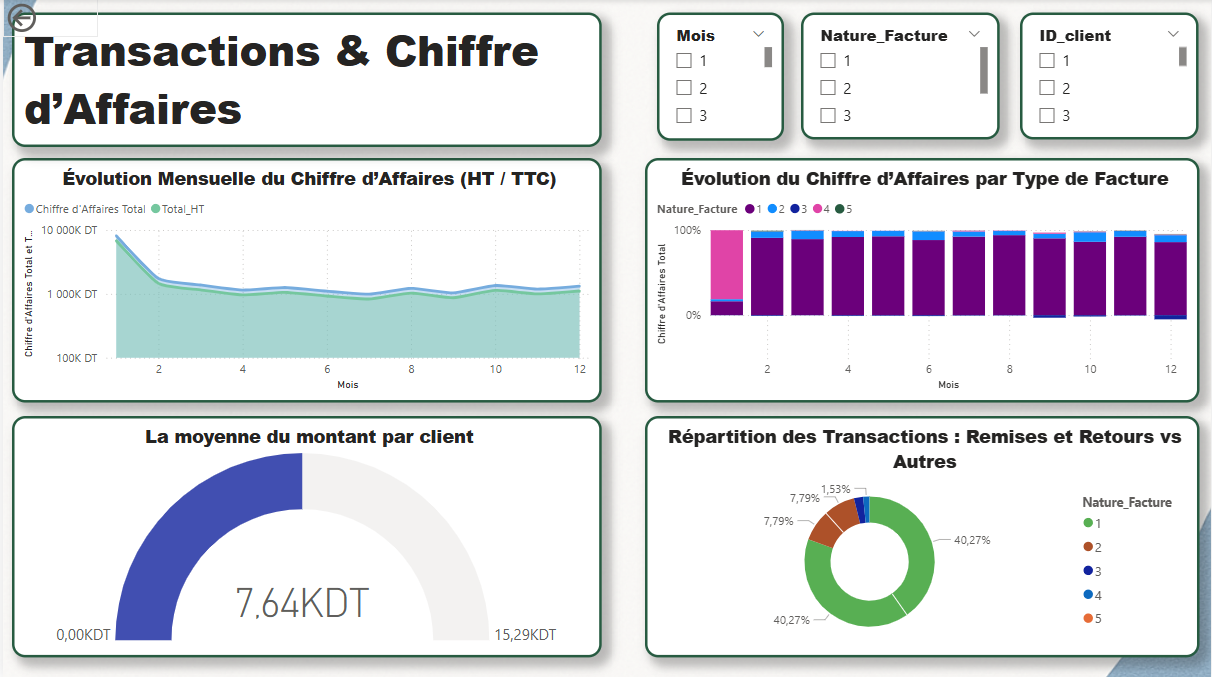 Transactions & Chiffre
d’Affaires
Mois
1
2
3
Nature_Facture
1
2
3
ID_client
1
2
3
Évolution Mensuelle du Chiffre d’Affaires (HT / TTC)
Chiffre d'Affaires Total Total_HT
Chiffre d'Affaires Total et T...
10 000K DT
1 000K DT
100K DT
2 4 6 8 10 12
Mois
Évolution du Chiffre d’Affaires par Type de Facture
Nature_Facture 1 2 3 4 5
Chiffre d'Affaires Total
100%
0%
2 4 6 8 10 12
Mois
La moyenne du montant par client
7,64KDT
0,00KDT
15,29KDT
Répartition des Transactions : Remises et Retours vs
Autres
1,53%
7,79%
7,79%
40,27%
40,27%
Nature_Facture
1
2
3
4
5